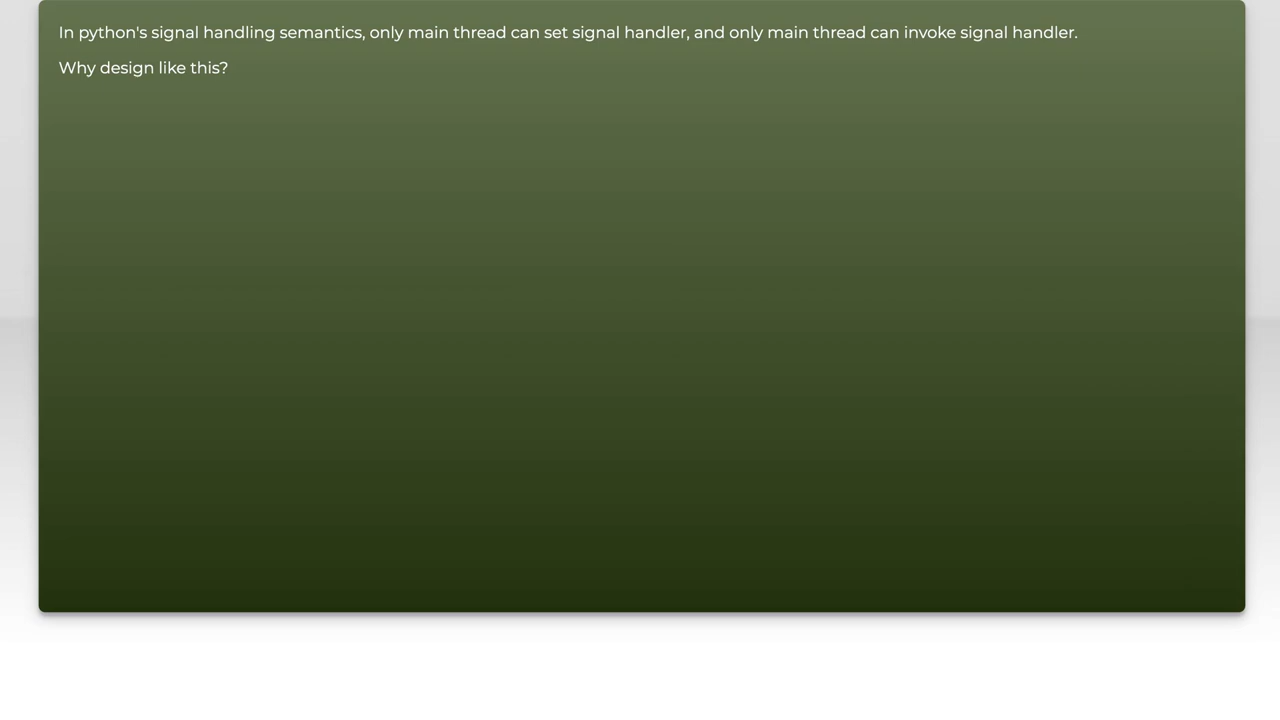 In python's signal handling semantics, only main thread can set signal handler, and only main thread can invoke signal handler.
Why design like this?